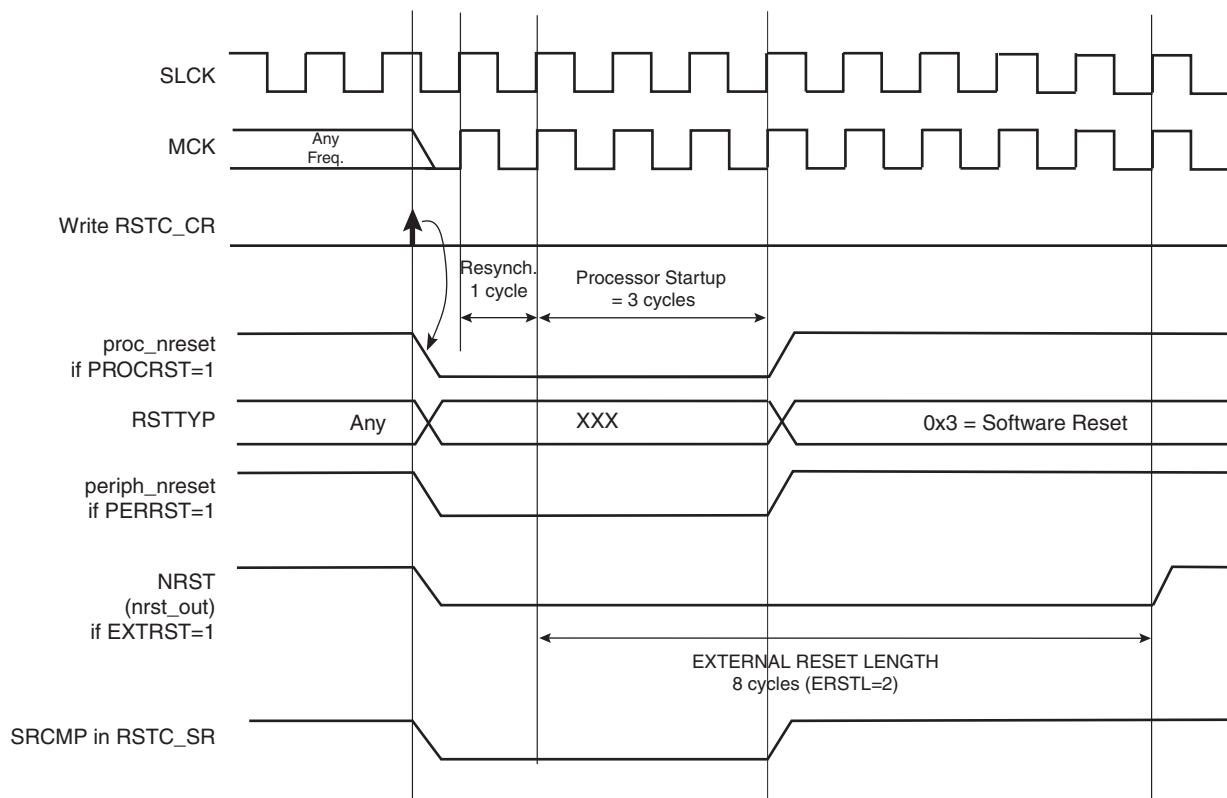 SLCK
MCK
Any
Freq.
Write RSTC_CR
Resynch.
1 cycle
Processor Startup
= 3 cycles
proc_nreset
if PROCRST=1
RSTTYP
Any
XXX
0x3 = Software Reset
periph_nreset
if PERRST=1
NRST
(nrst_out)
if EXTRST=1
EXTERNAL RESET LENGTH
8 cycles (ERSTL=2)
SRCMP in RSTC_SR